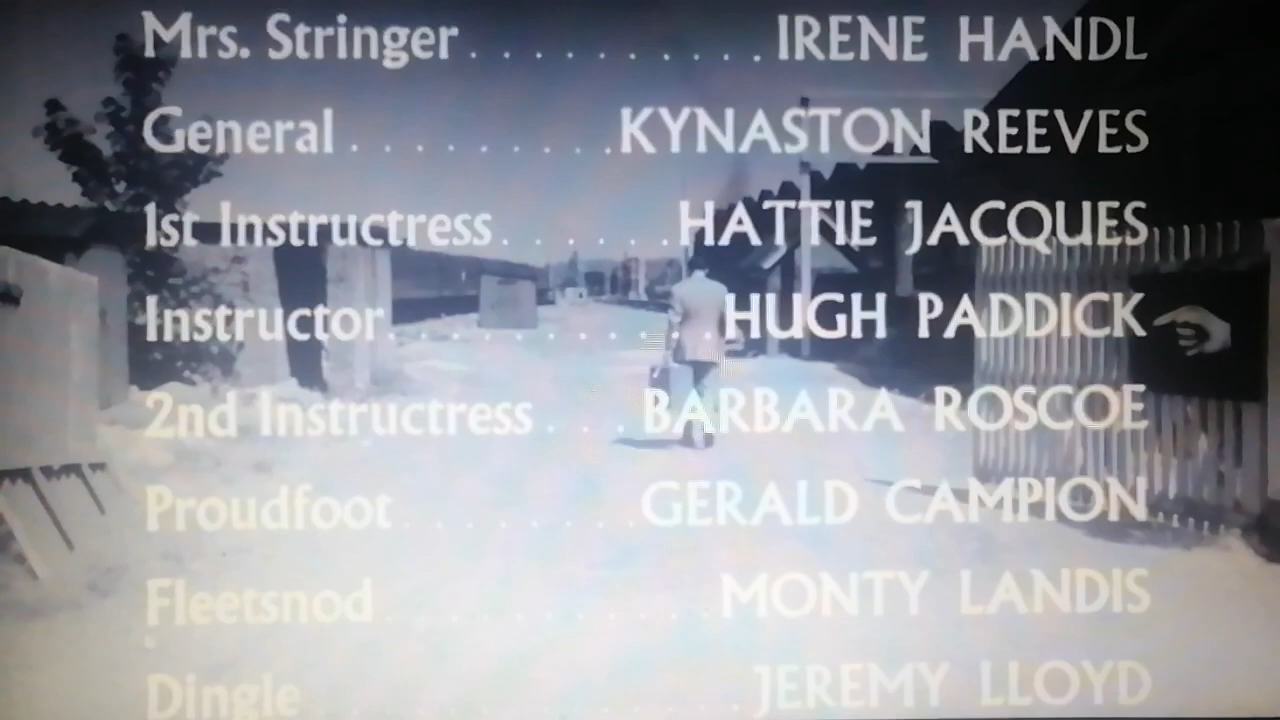 Mrs. Stringer . . . . . . . . . . IRENE HANDL
General . . . . . . . . . KYNASTON REEVES
1st Instructress . . . . . . HATTIE JACQUES
Instructor . . . . . . . . . . HUGH PADDICK
2nd Instructress . . . BARBARA ROSCOE
Proudfoot . . . . . . . . GERALD CAMPION
Fleetsnod . . . . . . . . . . MONTY LANDIS
Dingle . . . . . . . . . . . . JEREMY LLOYD